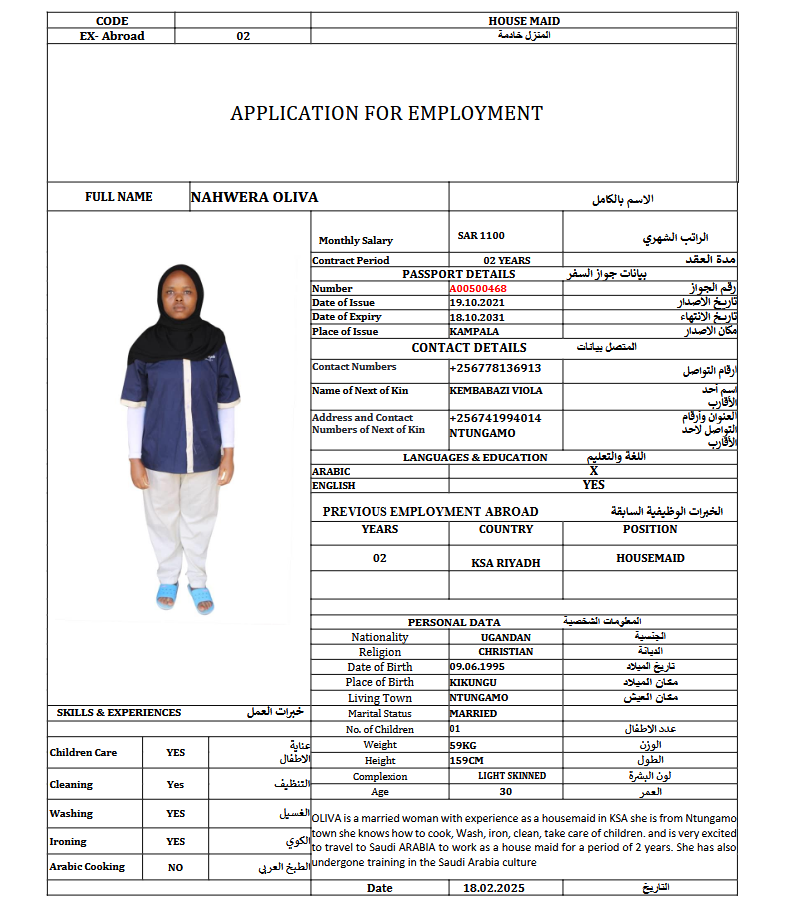 CODE HOUSE MAID
EX- Abroad 02 المنزل خادمة
APPLICATION FOR EMPLOYMENT
FULL NAME NAHWERA OLIVA الاسم بالكامل
Monthly Salary SAR 1100 الراتب الشهري
Contract Period 02 YEARS مدة العقد
PASSPORT DETAILS بيانات جواز السفر
Number A00500468 رقم الجواز
Date of Issue 19.10.2021 تاريخ الاصدار
Date of Expiry 18.10.2031 تاريخ الانتهاء
Place of Issue KAMPALA مكان الاصدار
CONTACT DETAILS المتصل بيانات
Contact Numbers +256778136913 ارقام التواصل
Name of Next of Kin KEMBABAZI VIOLA اسم أحد
الأقارب
Address and Contact +256741994014 العنوان وأرقام
Numbers of Next of Kin NTUNGAMO التواصل لاحد
الأقارب
LANGUAGES & EDUCATION اللغة والتعليم
ARABIC X
ENGLISH YES
PREVIOUS EMPLOYMENT ABROAD الخبرات الوظيفية السابقة
YEARS COUNTRY POSITION
02 KSA RIYADH HOUSEMAID
PERSONAL DATA المعلومات الشخصية
Nationality UGANDAN الجنسية
Religion CHRISTIAN الديانة
Date of Birth 09.06.1995 تاريخ الميلاد
Place of Birth KIKUNGU مكان الميلاد
Living Town NTUNGAMO مكان العيش
Marital Status MARRIED
No. of Children 01 عدد الاطفال
Weight 59KG الوزن
Height 159CM الطول
Complexion LIGHT SKINNED لون البشرة
Age 30 العمر
SKILLS & EXPERIENCES خبرات العمل
Children Care YES عناية
الاطفال
Cleaning Yes التنظيف
Washing YES الغسيل
Ironing YES الكوي
Arabic Cooking NO الطبخ العربي
OLIVA is a married woman with experience as a housemaid in KSA she is from Ntungamo
town she knows how to cook, Wash, iron, clean, take care of children. and is very excited
to travel to Saudi ARABIA to work as a house maid for a period of 2 years. She has also
undergone training in the Saudi Arabia culture
Date 18.02.2025 التاريخ